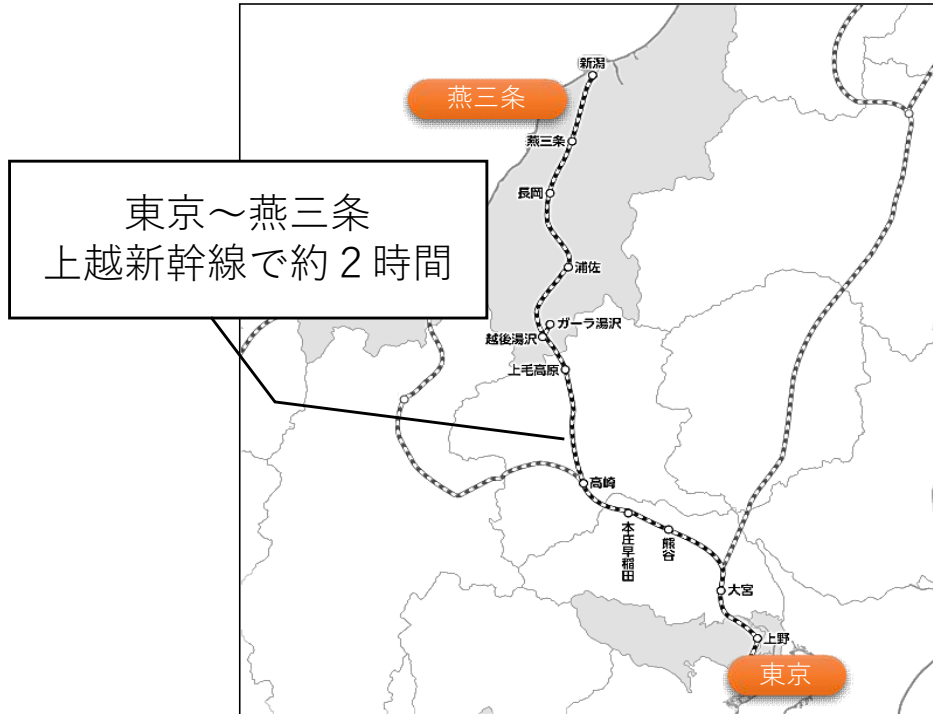 新潟
燕三条
燕三条
長岡
東京～燕三条
上越新幹線で約２時間
浦佐
ガーラ湯沢
越後湯沢
上毛高原
高崎
本庄早稲田
熊谷
大宮
上野
東京